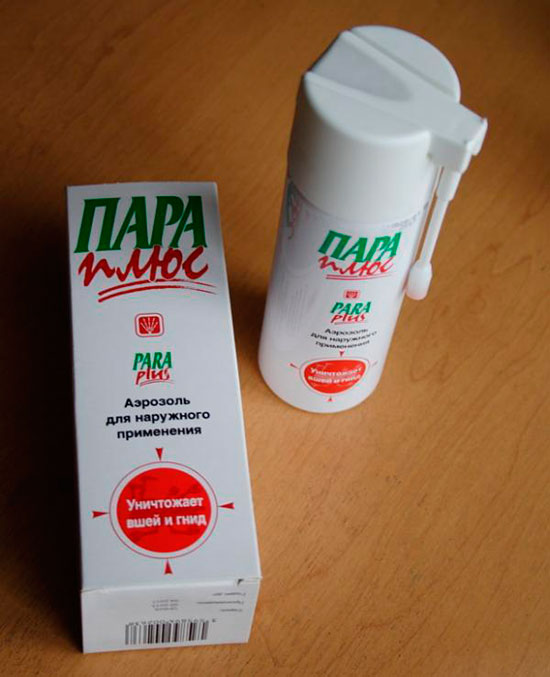 ПАРА
плюс
PARA
plus
Аэрозоль
для наружного
применения
Уничтожает
вшей и гнид
ПАРА
плюс
PARA
plus
Аэрозоль
для наружного
применения
Уничтожает
вшей и гнид